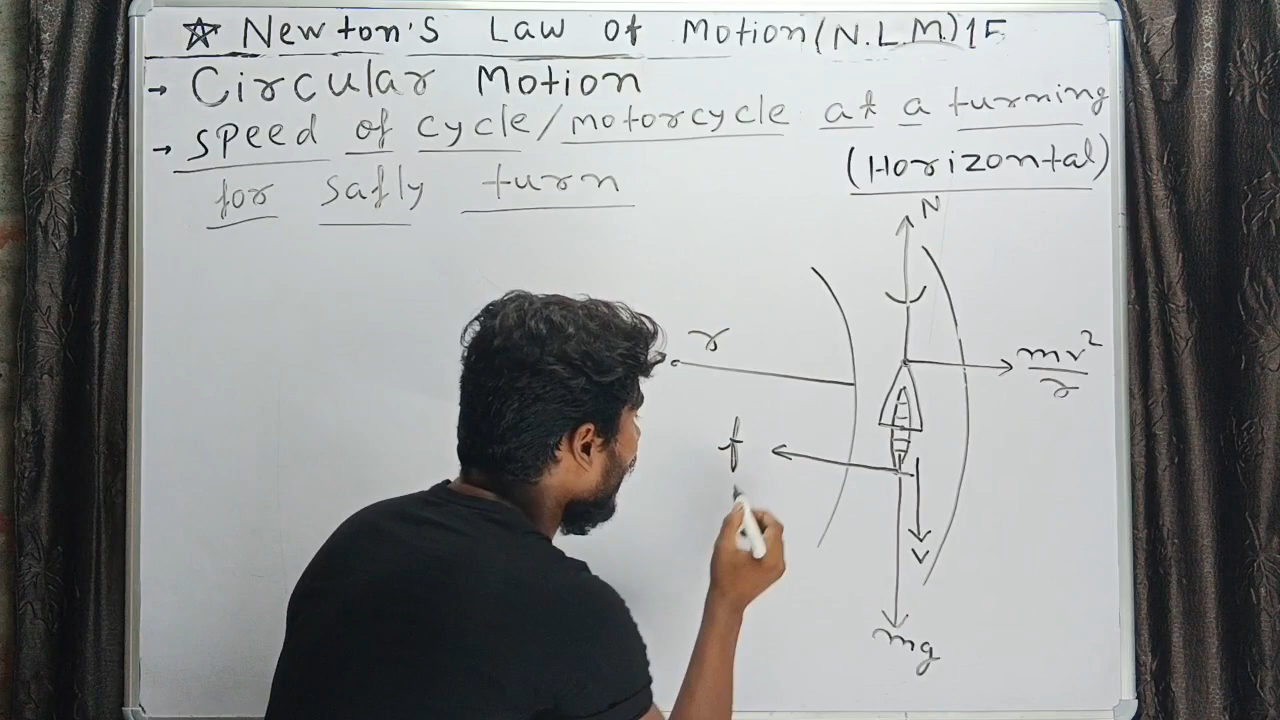 ☆ Newton's Law Of Motion(N.L.M.)15
→ Circular Motion
→ speed of cycle/motorcycle at a turning
for safly turn (Horizontal)
N
r
mv²/r
f
v
mg